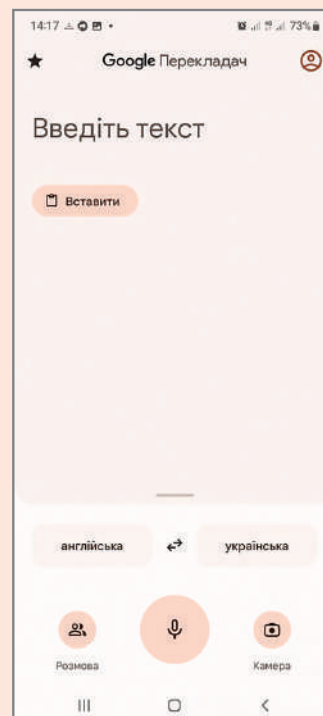 14:17
73%
Google Перекладач
Введіть текст
Вставити
англійська
українська
Розмова
Камера